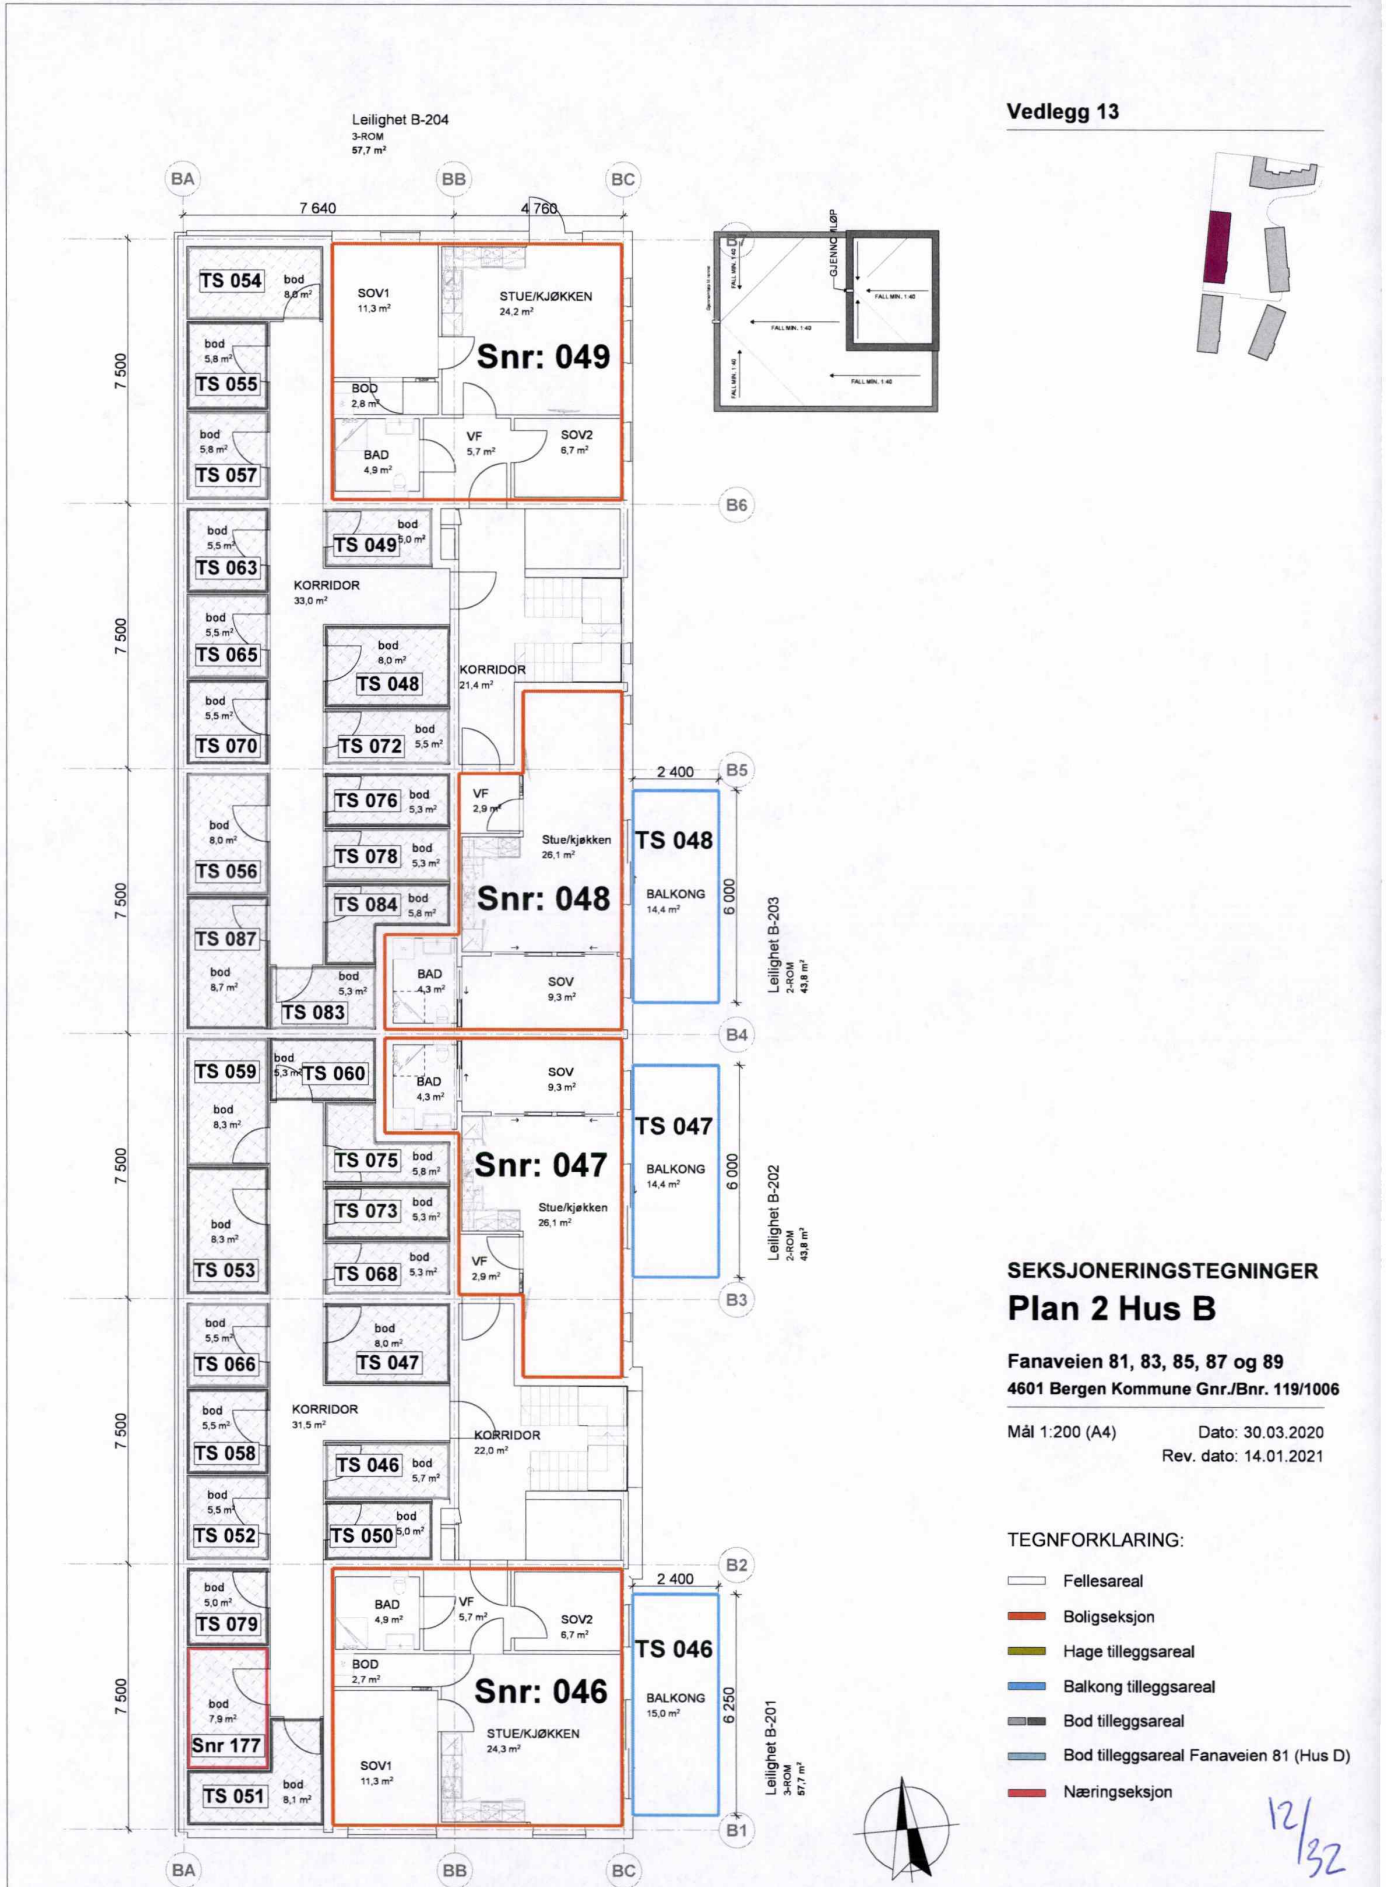 Vedlegg 13
Leilighet B-204
3-ROM
57,7 m²
BA
BB
BC
7 640
4 760
TS 054
bod
8,0 m²
SOV1
11,3 m²
STUE/KJØKKEN
24,2 m²
Snr: 049
bod
5,8 m²
TS 055
BOD
2,8 m²
7 500
bod
5,8 m²
TS 057
BAD
4,9 m²
VF
5,7 m²
SOV2
6,7 m²
GJENNOMLØP
FALL MIN. 1:40
FALL MIN. 1:40
FALL MIN. 1:40
FALL MIN. 1:40
FALL MIN. 1:40
B6
bod
5,5 m²
TS 063
TS 049
bod
5,0 m²
KORRIDOR
33,0 m²
bod
5,5 m²
TS 065
7 500
bod
8,0 m²
TS 048
KORRIDOR
21,4 m²
bod
5,5 m²
TS 070
TS 072
bod
5,5 m²
B5
2 400
TS 076
bod
5,3 m²
VF
2,9 m²
bod
8,0 m²
TS 056
TS 078
bod
5,3 m²
Stue/kjøkken
26,1 m²
TS 048
Snr: 048
BALKONG
14,4 m²
6 000
7 500
TS 084
bod
5,8 m²
TS 087
bod
8,7 m²
Leilighet B-203
2-ROM
43,8 m²
BAD
4,3 m²
SOV
9,3 m²
bod
5,3 m²
TS 083
B4
TS 059
bod
8,3 m²
bod
5,3 m²
TS 060
BAD
4,3 m²
SOV
9,3 m²
TS 047
BALKONG
14,4 m²
6 000
7 500
TS 075
bod
5,8 m²
Snr: 047
Stue/kjøkken
26,1 m²
Leilighet B-202
2-ROM
43,8 m²
TS 073
bod
5,3 m²
bod
8,3 m²
TS 053
TS 068
bod
5,3 m²
VF
2,9 m²
B3
bod
5,5 m²
TS 066
bod
8,0 m²
TS 047
KORRIDOR
31,5 m²
bod
5,5 m²
TS 058
7 500
KORRIDOR
22,0 m²
TS 046
bod
5,7 m²
bod
5,5 m²
TS 052
TS 050
bod
5,0 m²
B2
2 400
bod
5,0 m²
TS 079
BAD
4,9 m²
VF
5,7 m²
SOV2
6,7 m²
TS 046
BOD
2,7 m²
Snr: 046
BALKONG
15,0 m²
6 250
7 500
bod
7,9 m²
Snr 177
STUE/KJØKKEN
24,3 m²
SOV1
11,3 m²
TS 051
bod
8,1 m²
Leilighet B-201
3-ROM
57,7 m²
B1
BA
BB
BC
SEKSJONERINGSTEGNINGER
Plan 2 Hus B
Fanaveien 81, 83, 85, 87 og 89
4601 Bergen Kommune Gnr./Bnr. 119/1006
Mål 1:200 (A4)
Dato: 30.03.2020
Rev. dato: 14.01.2021
TEGNFORKLARING:
Fellesareal
Boligseksjon
Hage tilleggsareal
Balkong tilleggsareal
Bod tilleggsareal
Bod tilleggsareal Fanaveien 81 (Hus D)
Næringseksjon
12/32